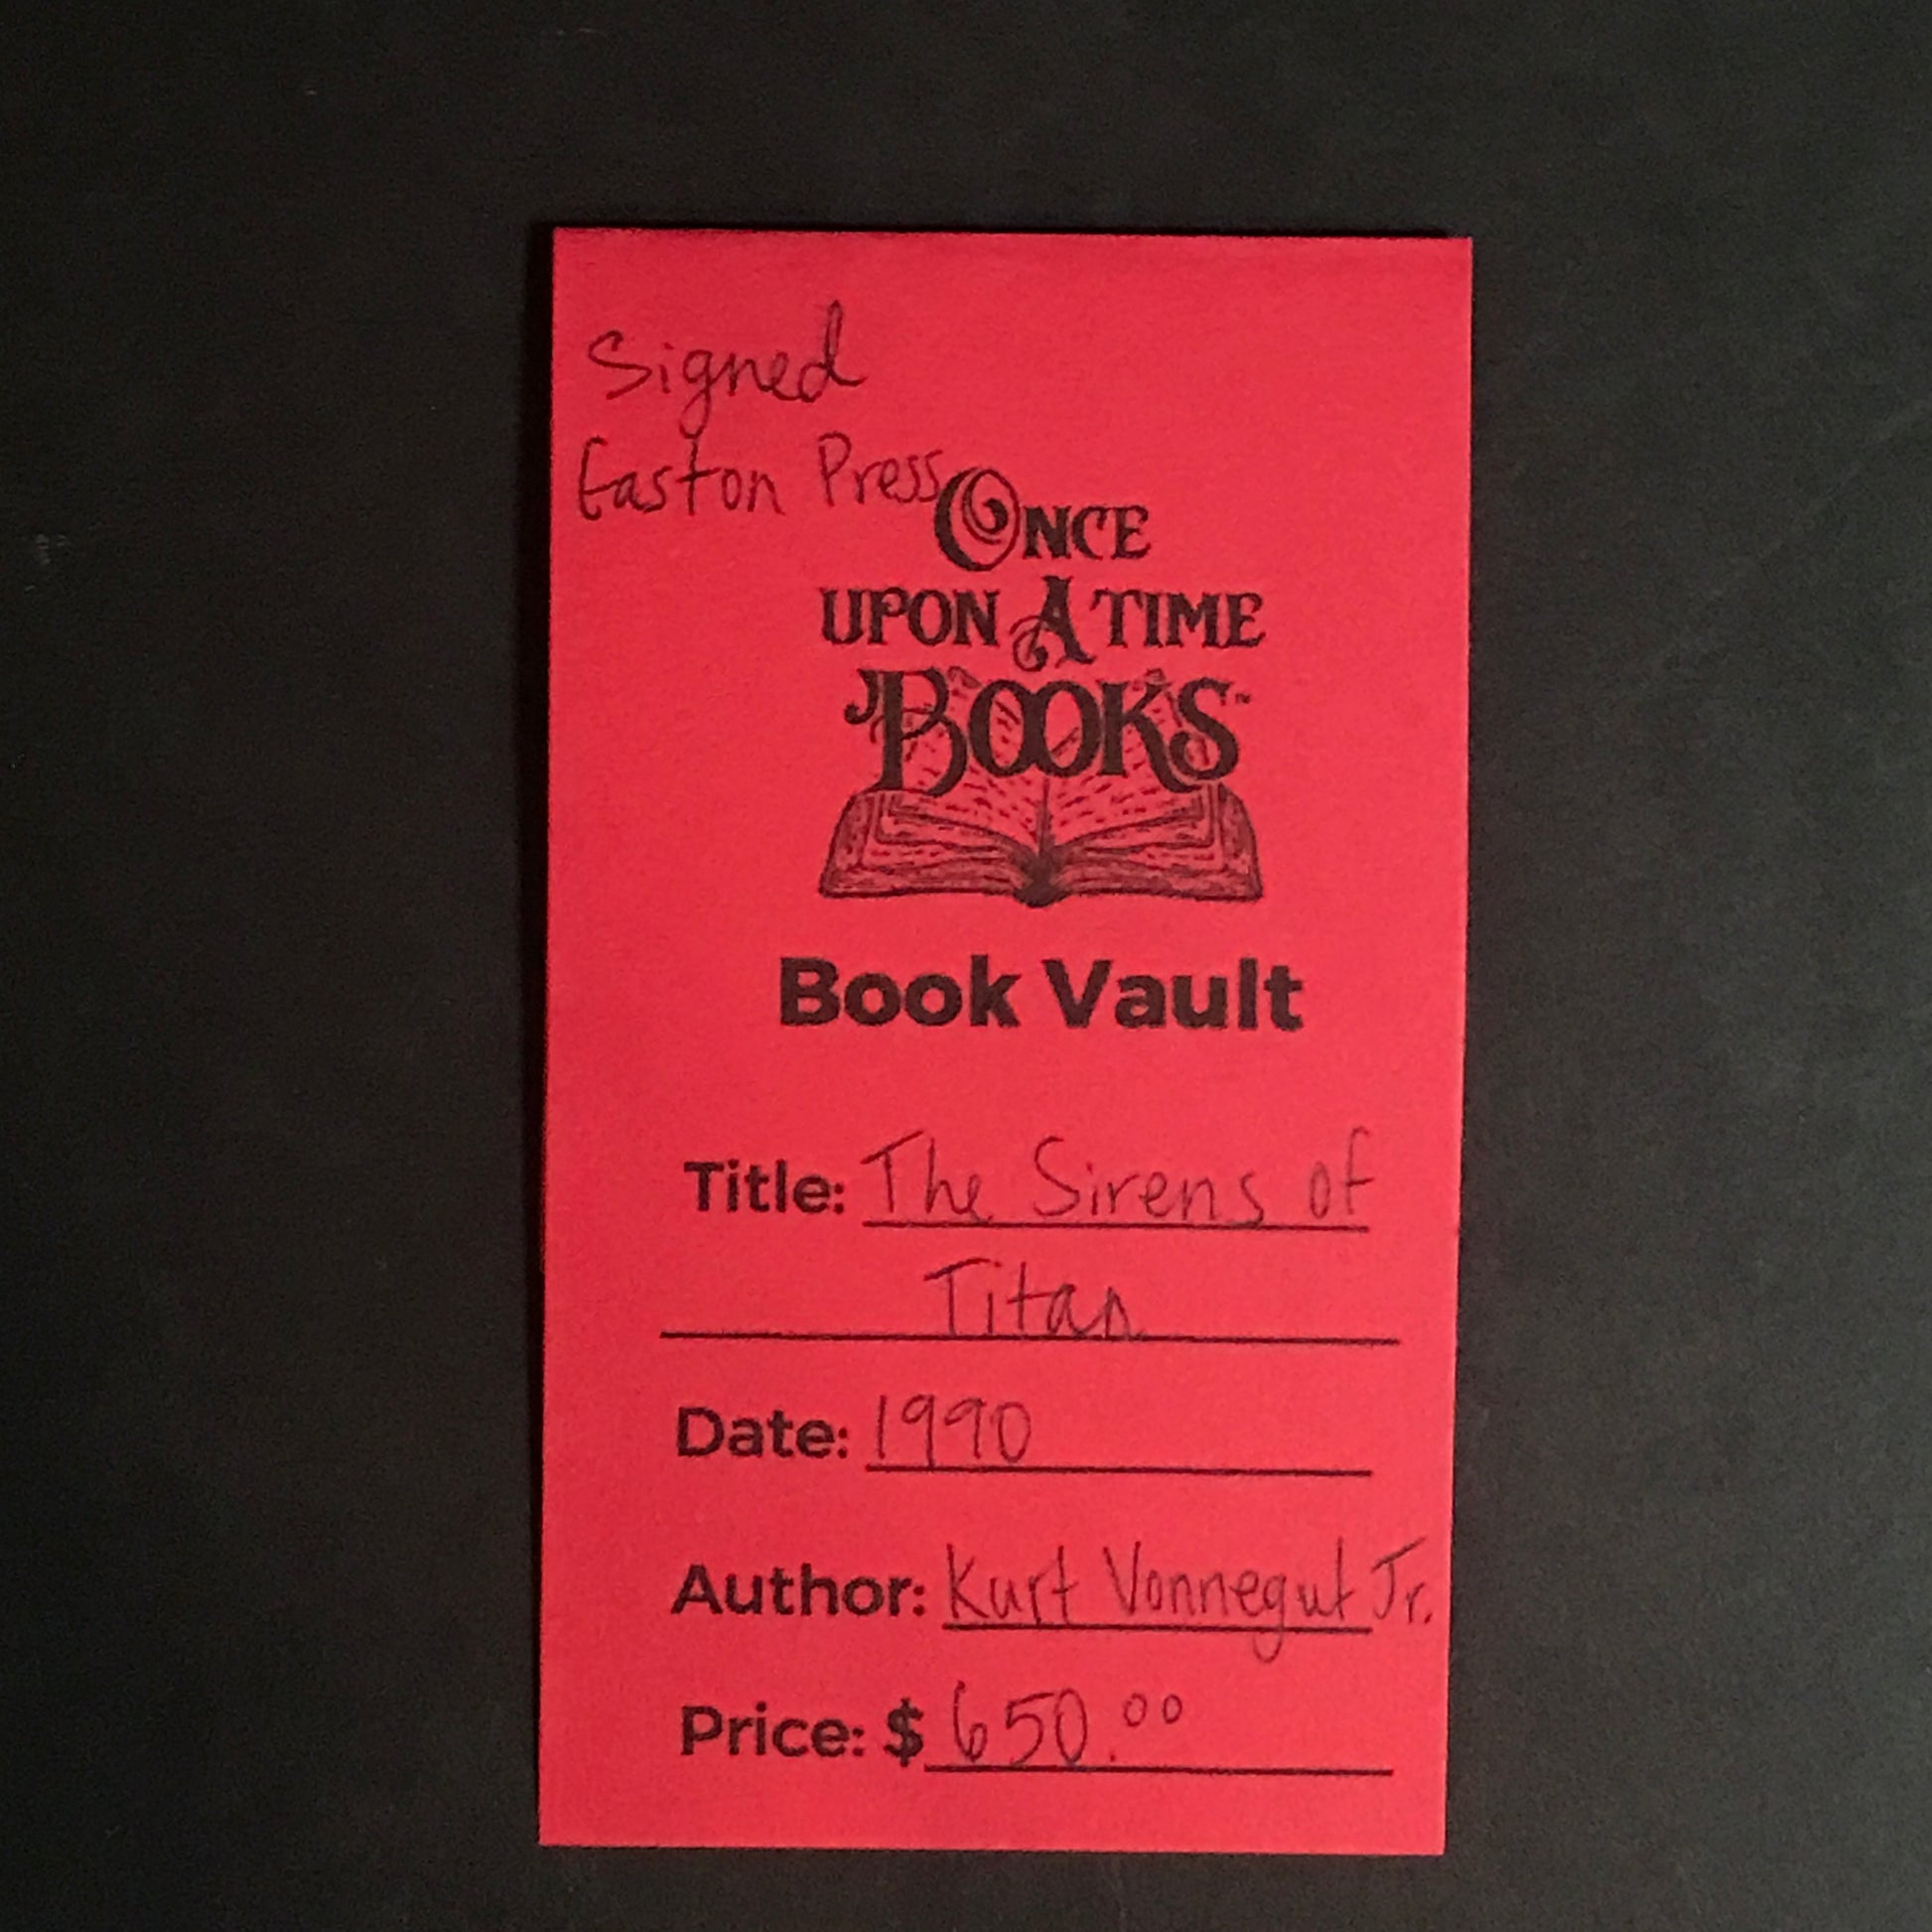 Signed
Easton Press
ONCE
UPON A TIME
BOOKS™
Book Vault
Title: The Sirens of
Titan
Date: 1990
Author: Kurt Vonnegut Jr.
Price: $ 650.00